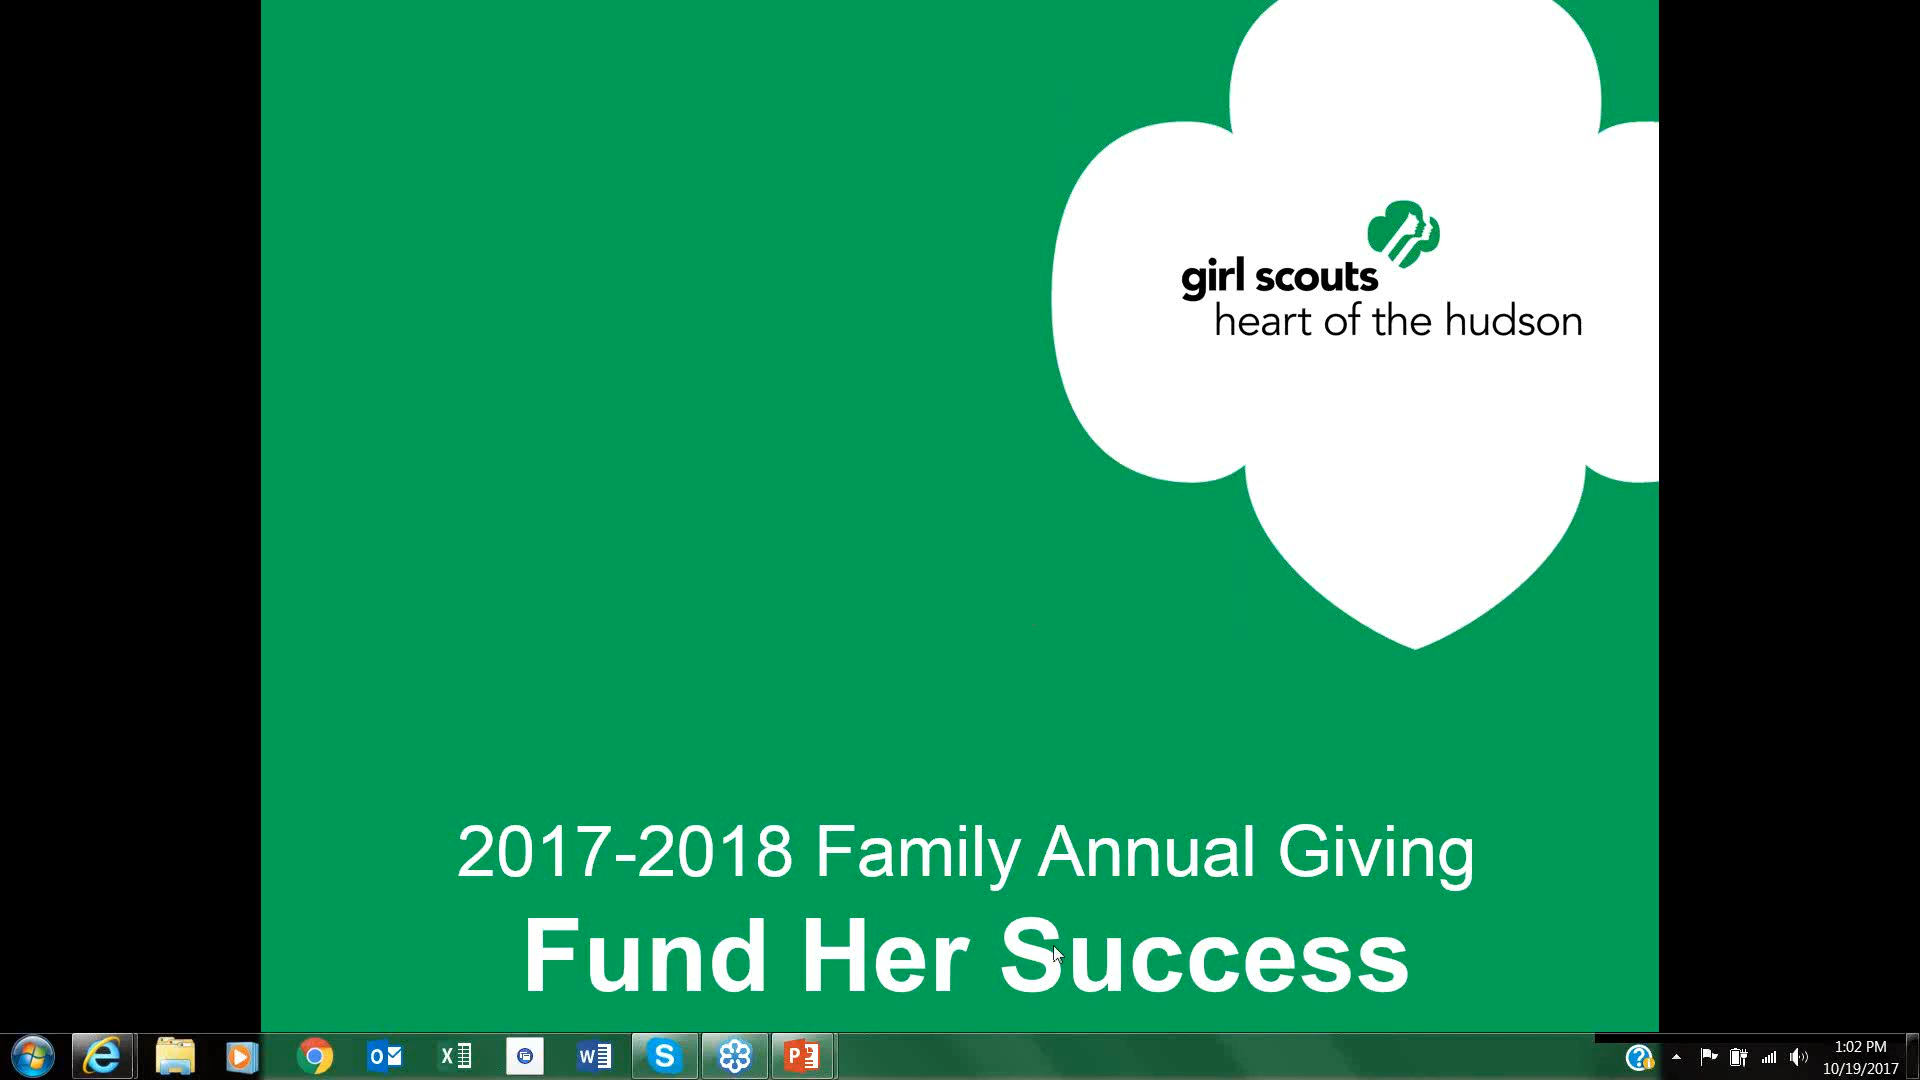 girl scouts
heart of the hudson
2017-2018 Family Annual Giving
Fund Her Success
1:02 PM
10/19/2017